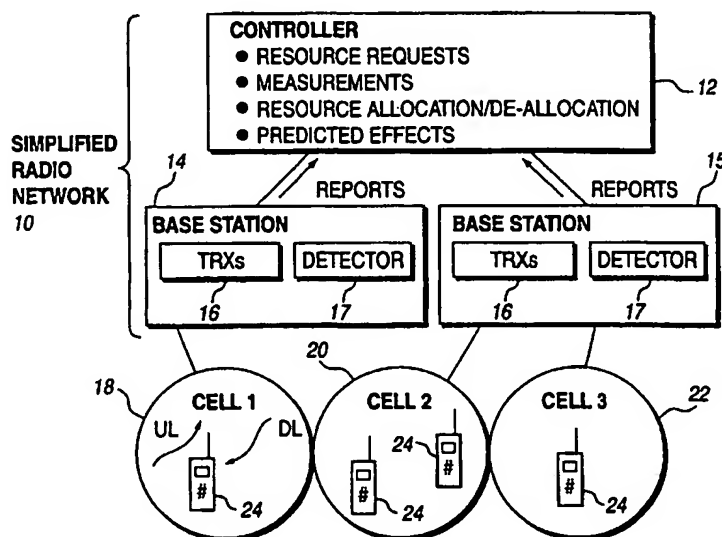 CONTROLLER
● RESOURCE REQUESTS
● MEASUREMENTS
● RESOURCE ALLOCATION/DE-ALLOCATION
● PREDICTED EFFECTS
12
SIMPLIFIED
RADIO
NETWORK
10
14
REPORTS
REPORTS
15
BASE STATION
TRXs
DETECTOR
16
17
BASE STATION
TRXs
DETECTOR
16
17
18
CELL 1
UL
DL
#
24
20
CELL 2
24
#
#
24
CELL 3
22
#
24